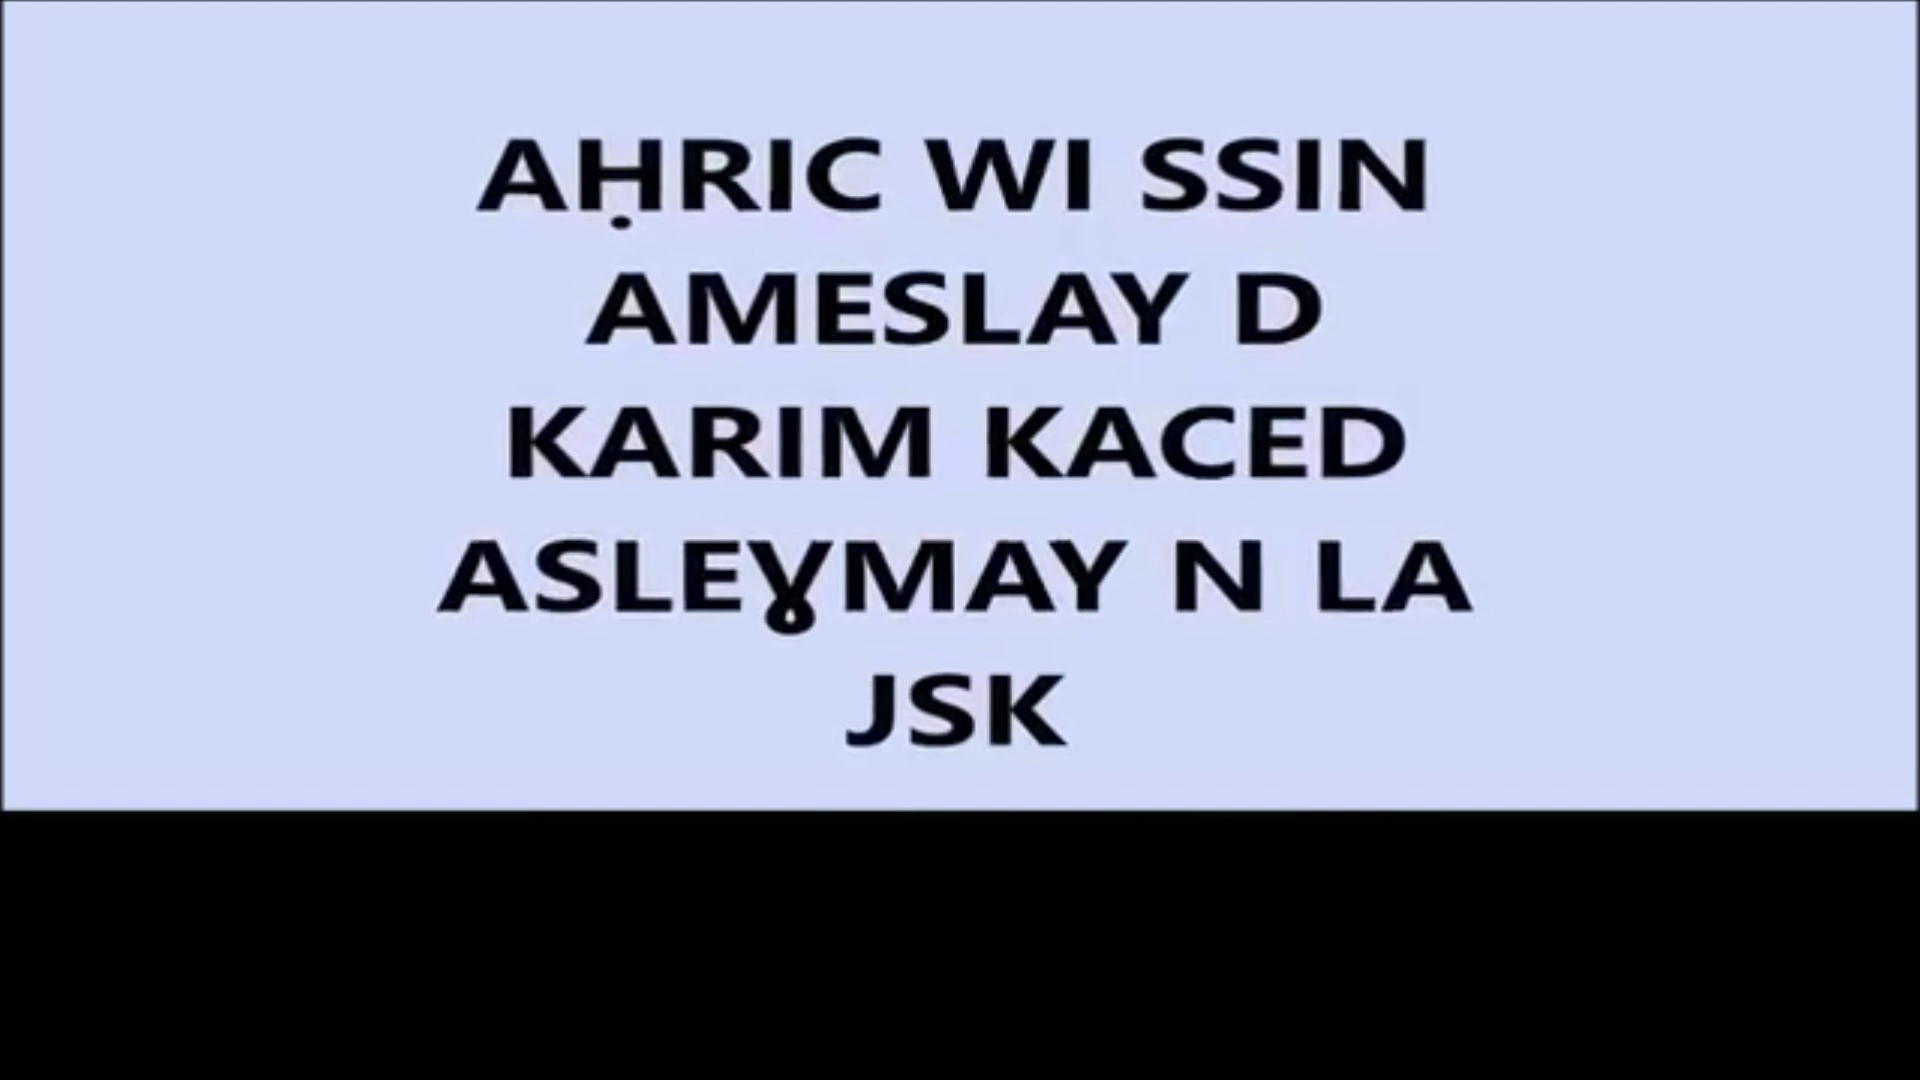 AḤRIC WI SSIN
AMESLAY D
KARIM KACED
ASLEƔMAY N LA
JSK